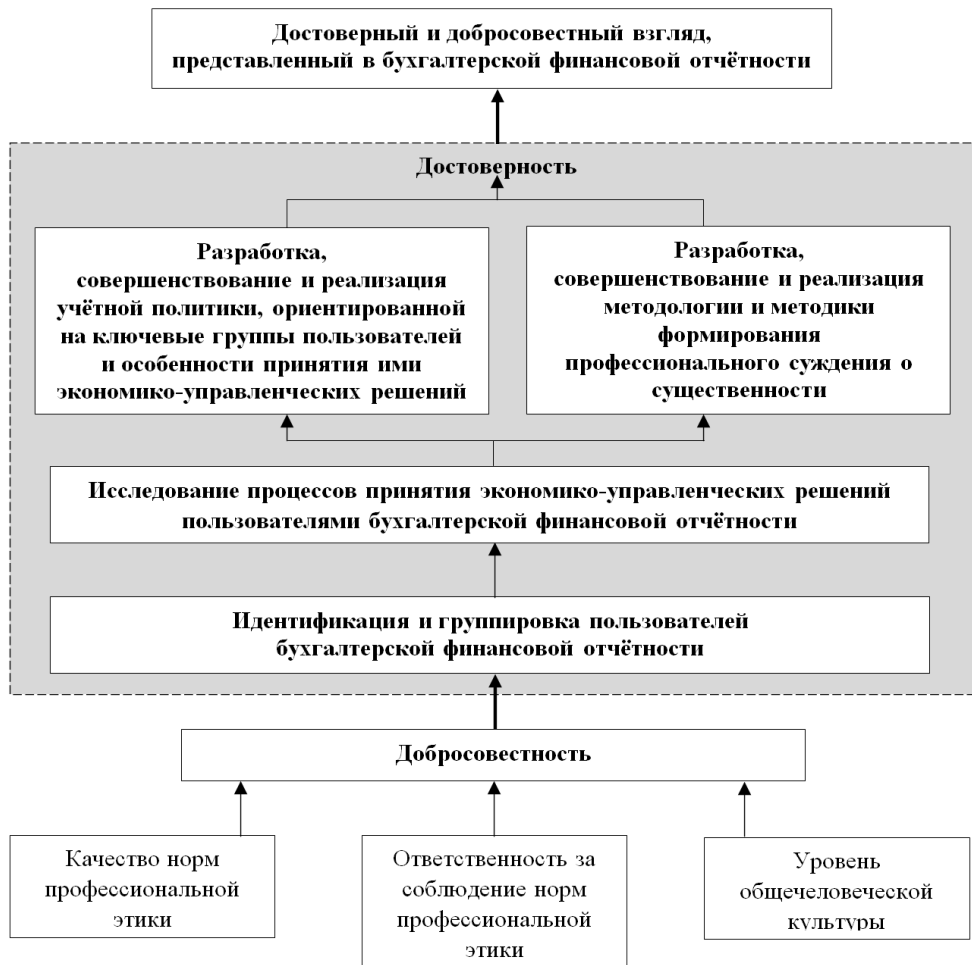 Достоверный и добросовестный взгляд,
представленный в бухгалтерской финансовой отчётности
Достоверность
Разработка,
совершенствование и реализация
учётной политики, ориентированной
на ключевые группы пользователей
и особенности принятия ими
экономико-управленческих решений
Разработка,
совершенствование и реализация
методологии и методики
формирования
профессионального суждения о
существенности
Исследование процессов принятия экономико-управленческих решений
пользователями бухгалтерской финансовой отчётности
Идентификация и группировка пользователей
бухгалтерской финансовой отчётности
Добросовестность
Качество норм
профессиональной
этики
Ответственность за
соблюдение норм
профессиональной
этики
Уровень
общечеловеческой
культуры